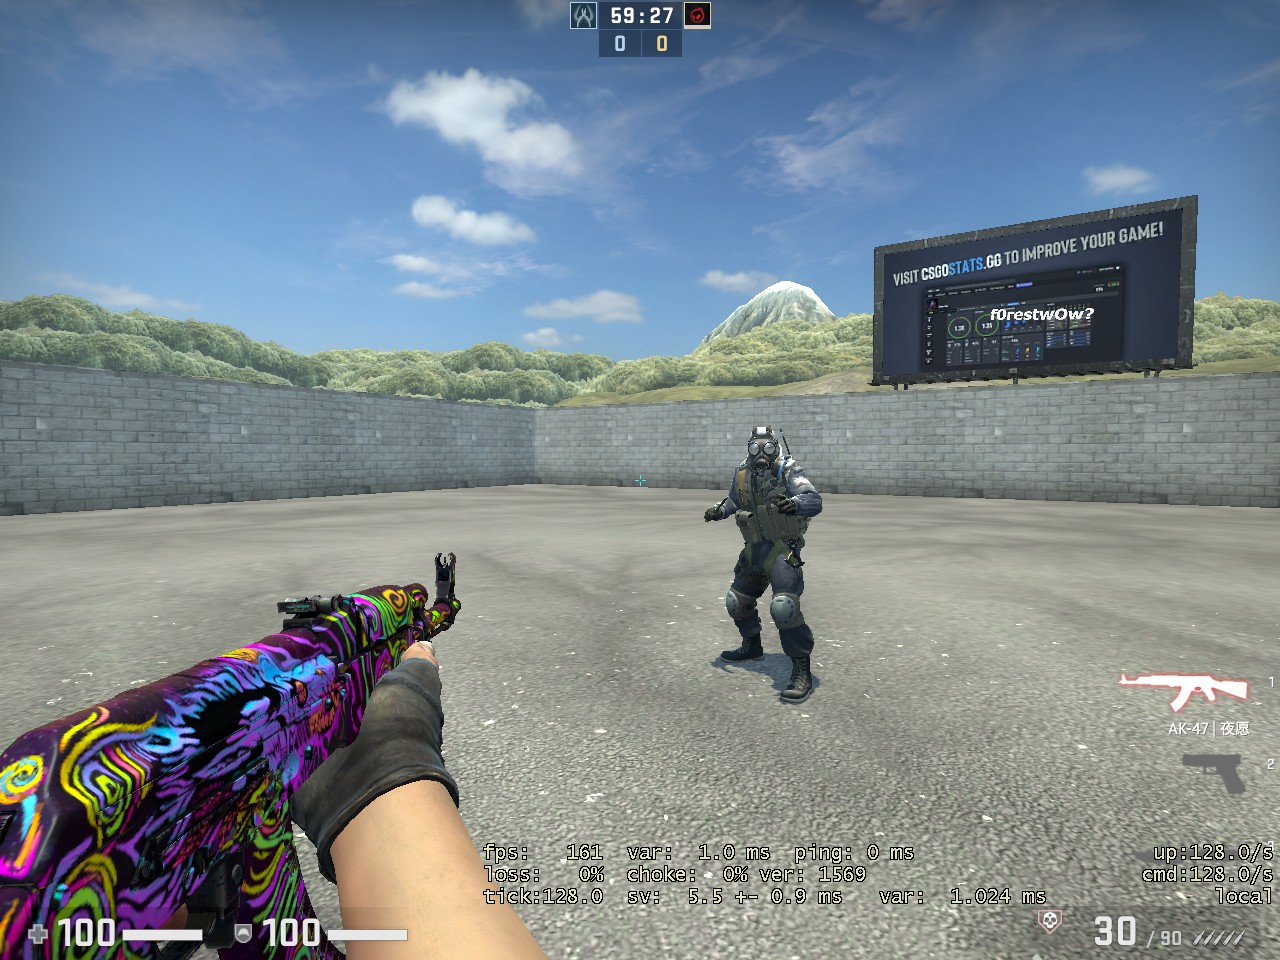 59:27
0 0
VISIT CSGOSTATS.GG TO IMPROVE YOUR GAME!
f0restwOw?
1
AK-47 | 夜愿
2
fps: 161 var: 1.0 ms ping: 0 ms up:128.0/s
loss: 0% choke: 0% ver: 1569 cmd:128.0/s
tick:128.0 sv: 5.5 +- 0.9 ms var: 1.024 ms local
100 100 30 / 90